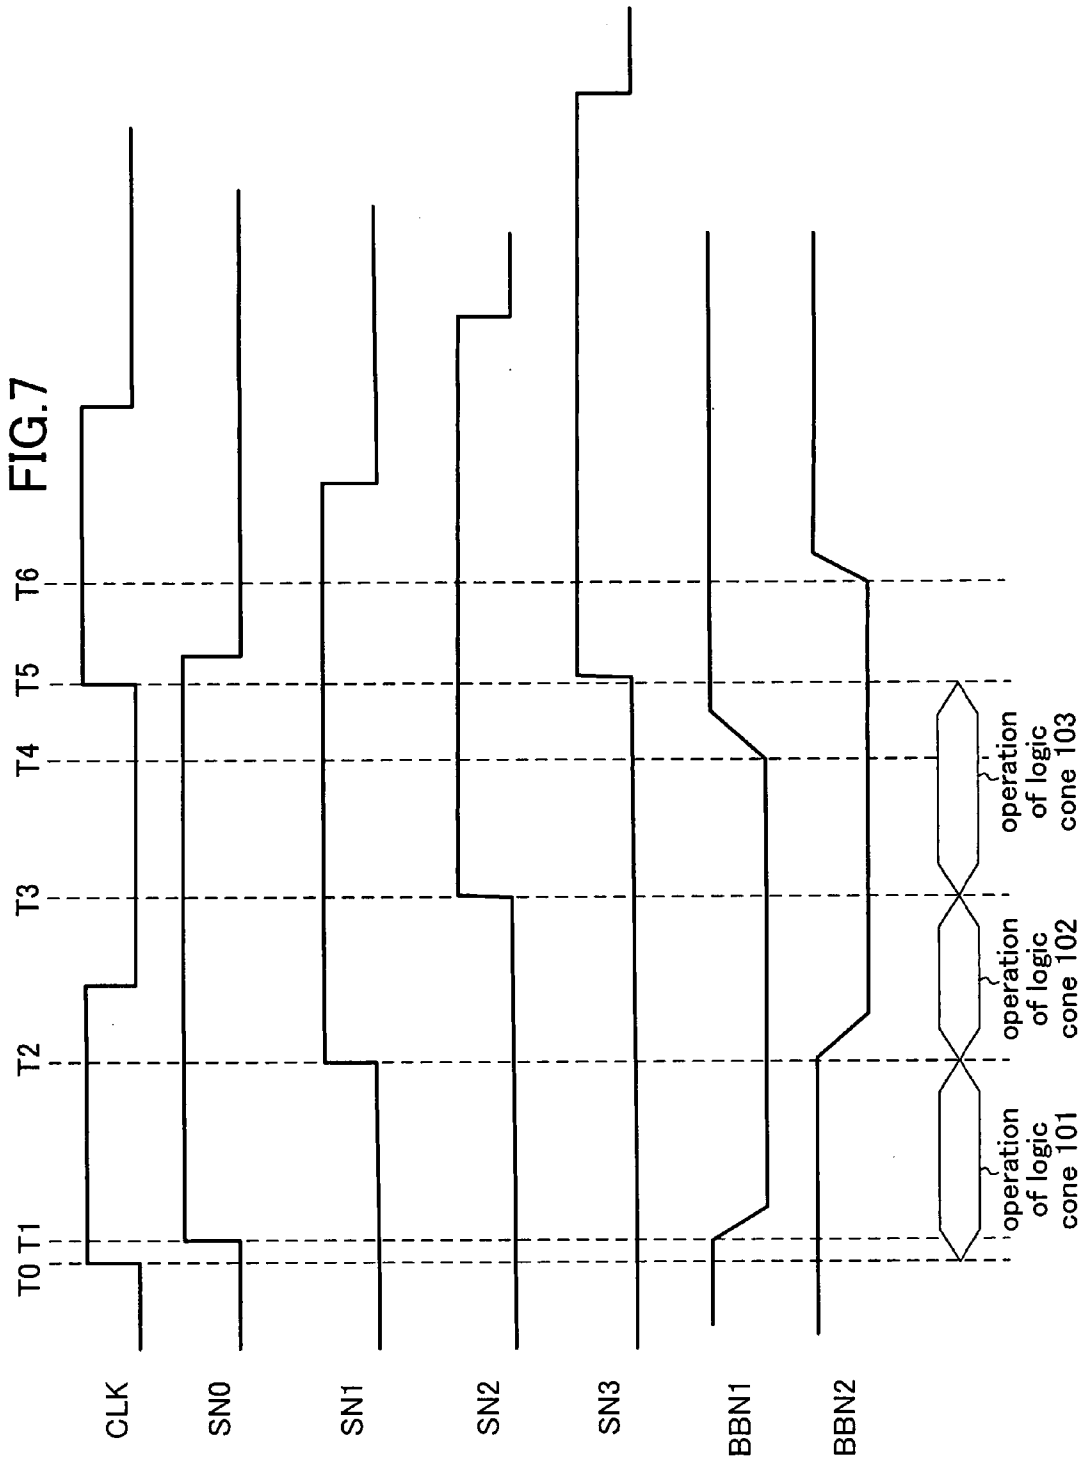 FIG.7
T0 T1 T2 T3 T4 T5 T6
CLK
SN0
SN1
SN2
SN3
BBN1
BBN2
operation
of logic
cone 101
operation
of logic
cone 102
operation
of logic
cone 103